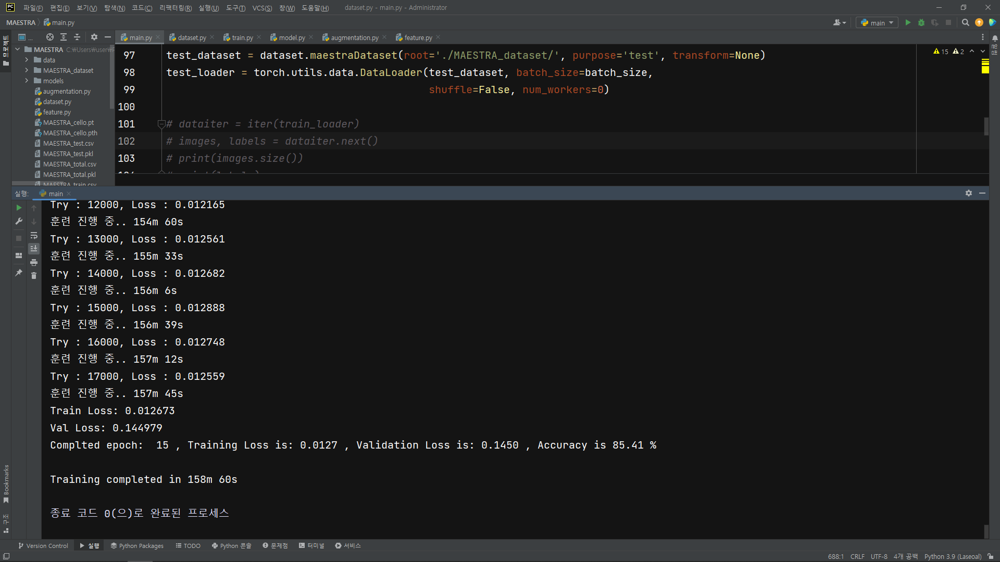 PC 파일(F) 편집(E) 보기(V) 탐색(N) 코드(C) 리팩터링(R) 실행(U) 도구(T) VCS(S) 창(W) 도움말(H) dataset.py - main.py - Administrator
MAESTRA main.py main
프로젝트 ... main.py dataset.py train.py model.py augmentation.py feature.py
MAESTRA C:₩Users₩user₩
data
MAESTRA_dataset
models
augmentation.py
dataset.py
feature.py
MAESTRA_cello.pt
MAESTRA_cello.pth
MAESTRA_test.csv
MAESTRA_test.pkl
MAESTRA_total.csv
MAESTRA_total.pkl
MAESTRA_train.csv
97 test_dataset = dataset.maestraDataset(root='./MAESTRA_dataset/', purpose='test', transform=None)
98 test_loader = torch.utils.data.DataLoader(test_dataset, batch_size=batch_size,
99 shuffle=False, num_workers=0)
100
101 # dataiter = iter(train_loader)
102 # images, labels = dataiter.next()
103 # print(images.size())
15 2
알림
실행: main
Try : 12000, Loss : 0.012165
훈련 진행 중.. 154m 60s
Try : 13000, Loss : 0.012561
훈련 진행 중.. 155m 33s
Try : 14000, Loss : 0.012682
훈련 진행 중.. 156m 6s
Try : 15000, Loss : 0.012888
훈련 진행 중.. 156m 39s
Try : 16000, Loss : 0.012748
훈련 진행 중.. 157m 12s
Try : 17000, Loss : 0.012559
훈련 진행 중.. 157m 45s
Train Loss: 0.012673
Val Loss: 0.144979
Complted epoch:  15 , Training Loss is: 0.0127 , Validation Loss is: 0.1450 , Accuracy is 85.41 %
Training completed in 158m 60s
종료 코드 0(으)로 완료된 프로세스
Bookmarks
구조
Version Control 실행 Python Packages TODO Python 콘솔 문제점 터미널 서비스
688:1 CRLF UTF-8 4개 공백 Python 3.9 (Laseoal)